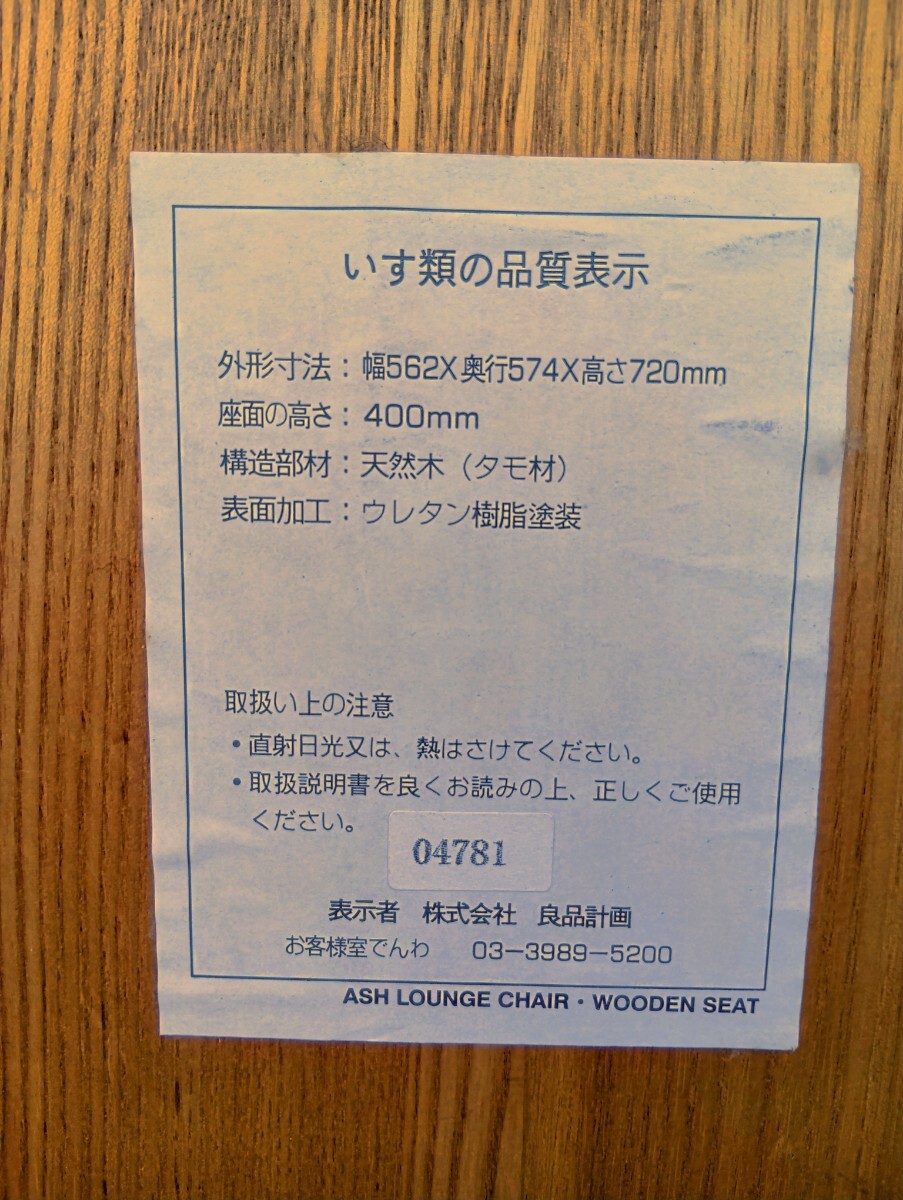 いす類の品質表示
外形寸法：幅562X奥行574X高さ720mm
座面の高さ：400mm
構造部材：天然木（タモ材）
表面加工：ウレタン樹脂塗装
取扱い上の注意
・直射日光又は、熱はさけてください。
・取扱説明書を良くお読みの上、正しくご使用
ください。
04781
表示者　株式会社　良品計画
お客様室でんわ　03−3989−5200
ASH LOUNGE CHAIR・WOODEN SEAT